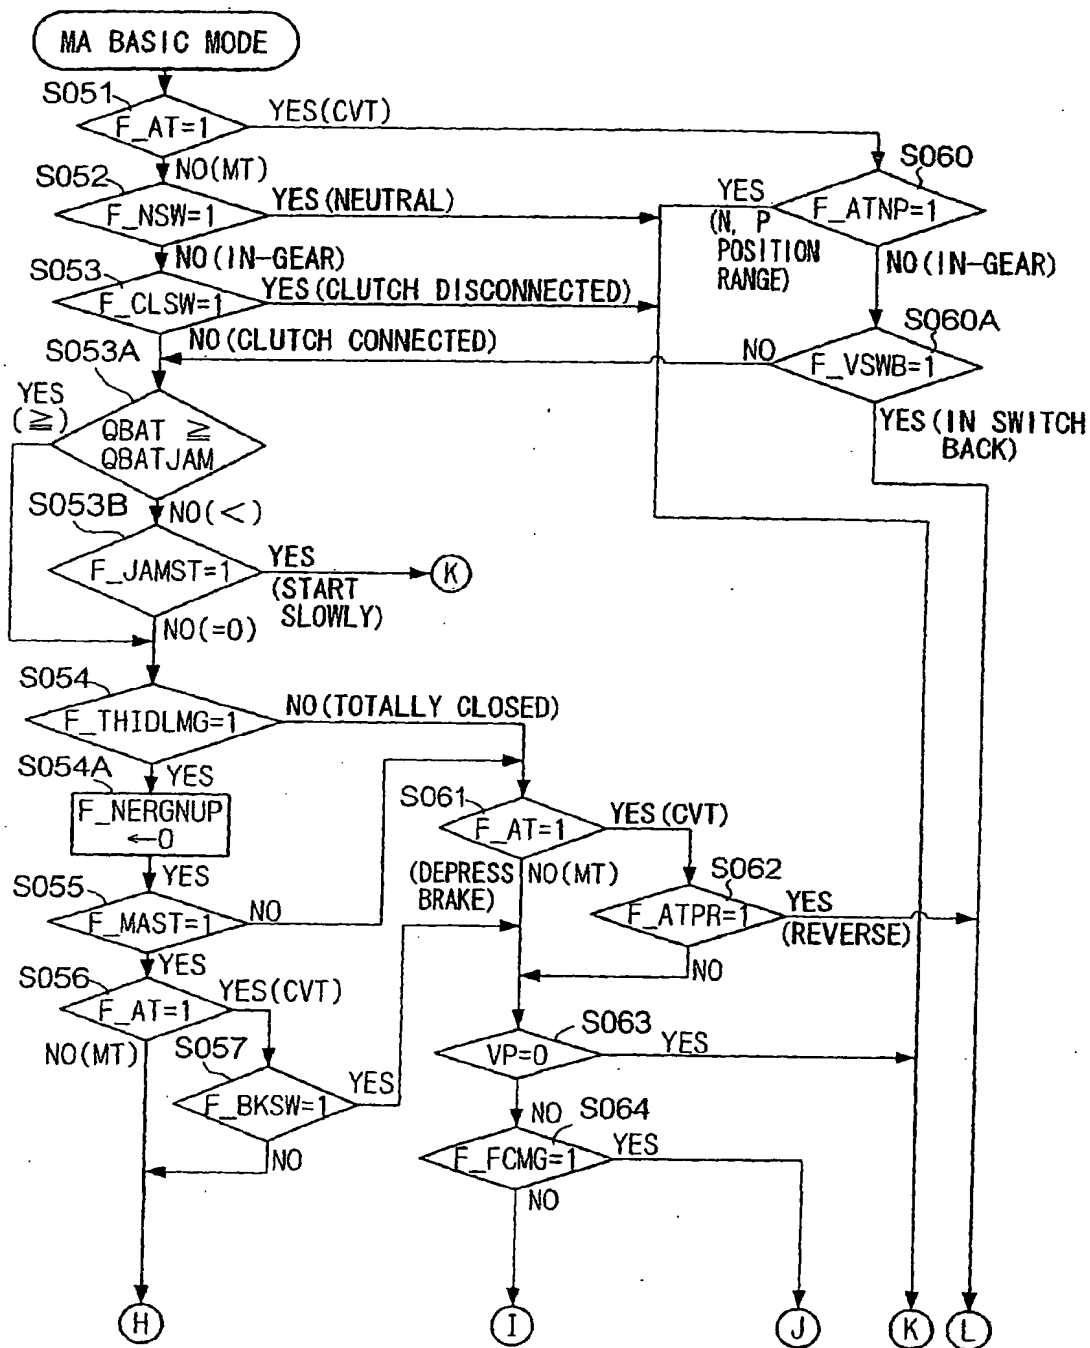 MA BASIC MODE
S051
F_AT=1
YES(CVT)
NO(MT)
S052
F_NSW=1
YES(NEUTRAL)
NO(IN-GEAR)
S053
F_CLSW=1
YES(CLUTCH DISCONNECTED)
NO(CLUTCH CONNECTED)
S060
F_ATNP=1
YES
(N, P
POSITION
RANGE)
NO(IN-GEAR)
S060A
F_VSWB=1
NO
YES(IN SWITCH
BACK)
S053A
YES
(≧)
QBAT ≧
QBATJAM
NO(<)
S053B
F_JAMST=1
YES
(START
SLOWLY)
K
NO(=0)
S054
F_THIDLMG=1
NO(TOTALLY CLOSED)
YES
S054A
F_NERGNUP
←0
YES
S055
F_MAST=1
NO
YES
S056
F_AT=1
YES(CVT)
NO(MT)
S057
F_BKSW=1
YES
NO
S061
F_AT=1
YES(CVT)
(DEPRESS
BRAKE)
NO(MT)
S062
F_ATPR=1
YES
(REVERSE)
NO
S063
VP=0
YES
NO
S064
F_FCMG=1
YES
NO
H
I
J
K
L